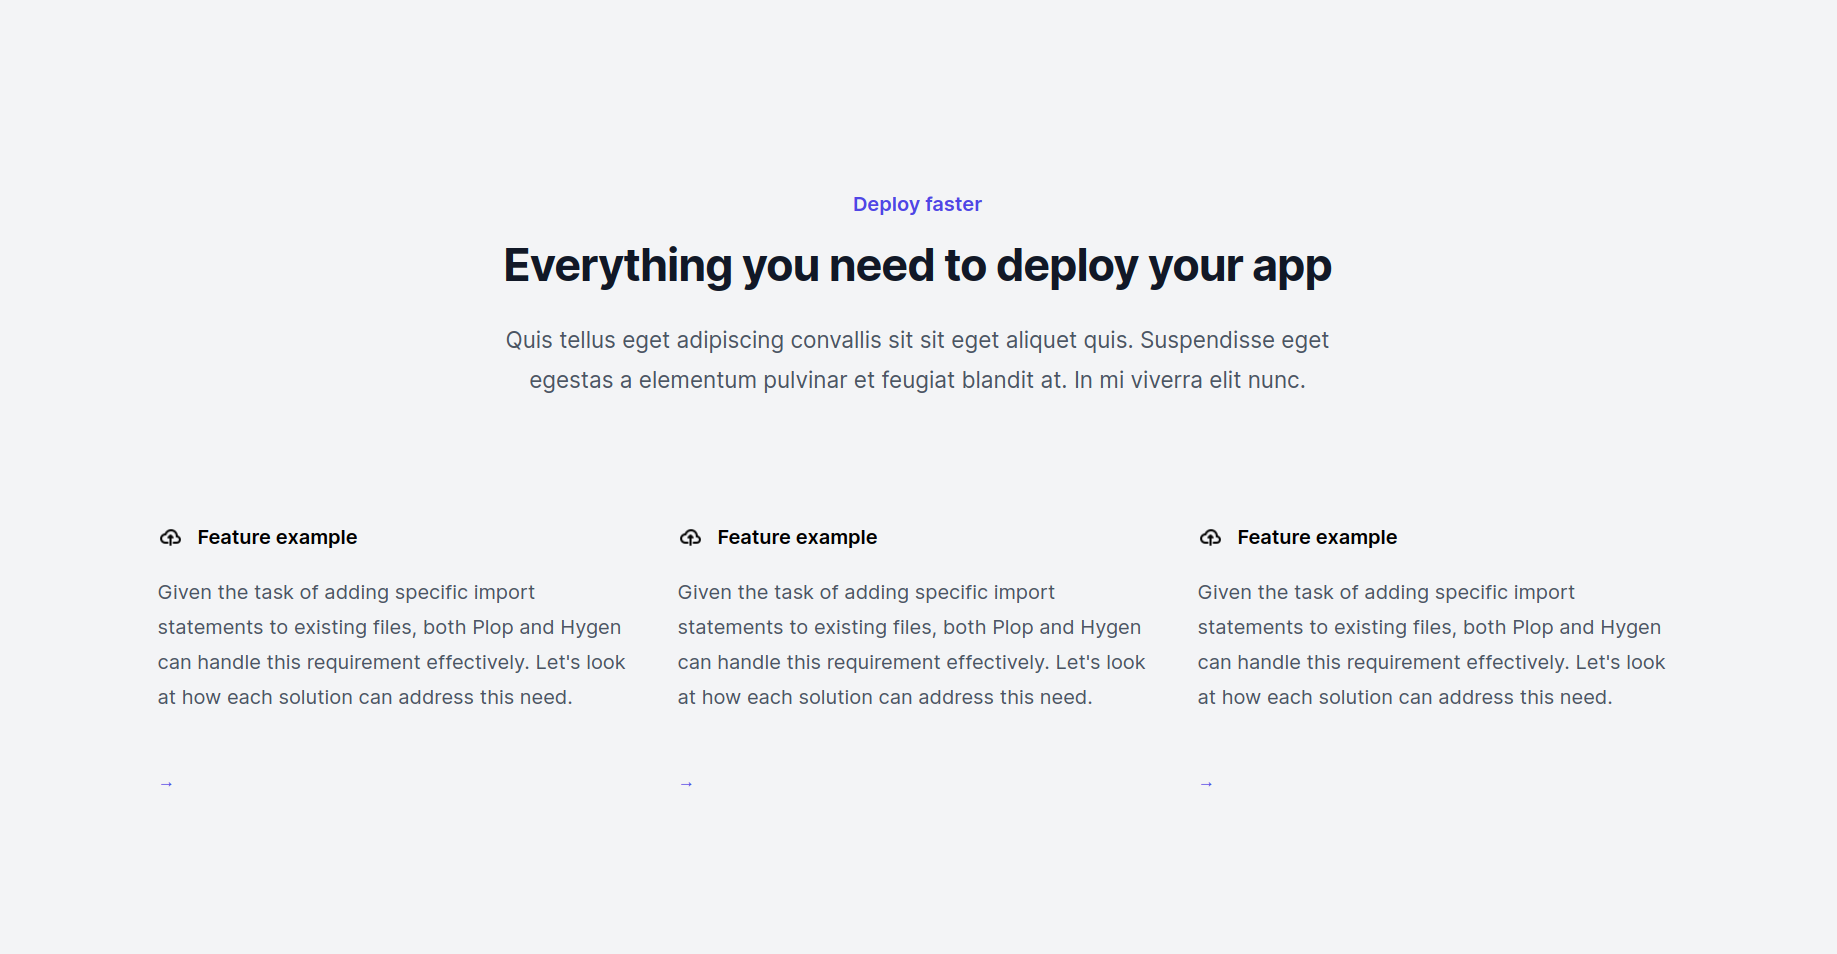 Deploy faster
Everything you need to deploy your app
Quis tellus eget adipiscing convallis sit sit eget aliquet quis. Suspendisse eget
egestas a elementum pulvinar et feugiat blandit at. In mi viverra elit nunc.
Feature example
Given the task of adding specific import
statements to existing files, both Plop and Hygen
can handle this requirement effectively. Let's look
at how each solution can address this need.
→
Feature example
Given the task of adding specific import
statements to existing files, both Plop and Hygen
can handle this requirement effectively. Let's look
at how each solution can address this need.
→
Feature example
Given the task of adding specific import
statements to existing files, both Plop and Hygen
can handle this requirement effectively. Let's look
at how each solution can address this need.
→